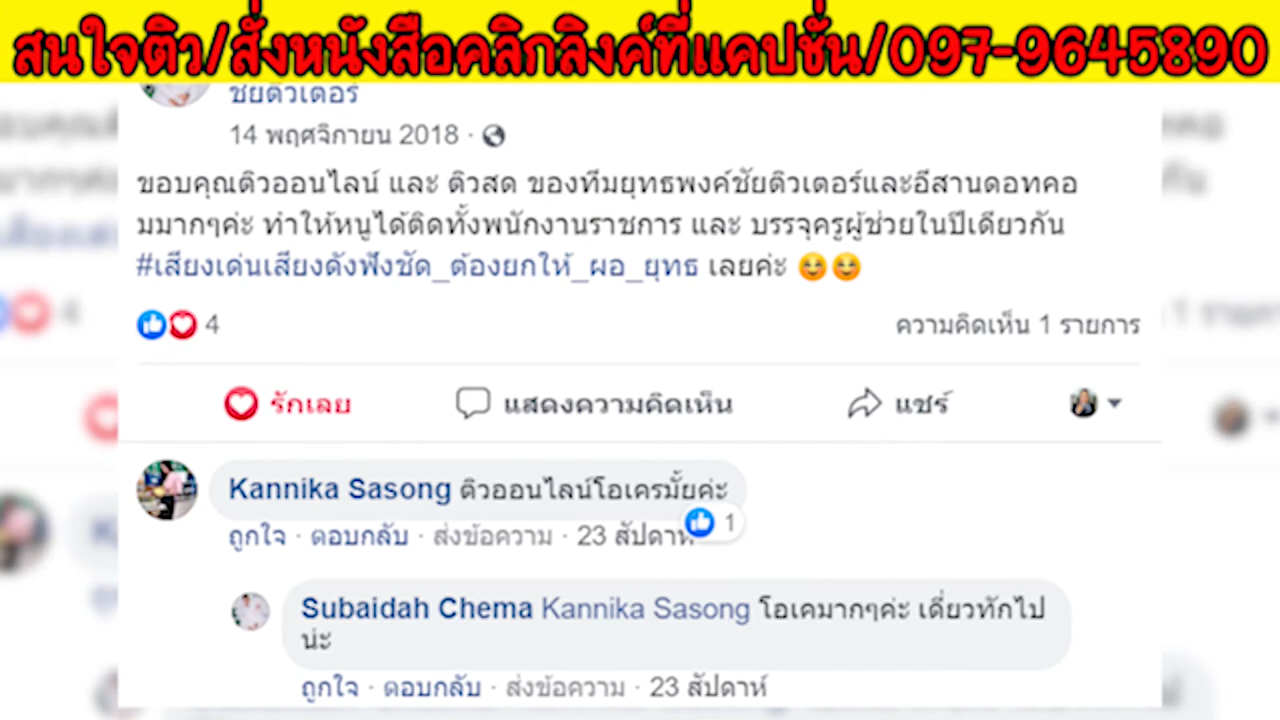 สนใจติว/สั่งหนังสือคลิกลิงค์ที่แคปชั่น/097-9645890
ชัยติวเตอร์
14 พฤศจิกายน 2018 ·
ขอบคุณติวออนไลน์ และ ติวสด ของทีมยุทธพงค์ชัยติวเตอร์และอีสานดอทคอ
มมากๆค่ะ ทำให้หนูได้ติดทั้งพนักงานราชการ และ บรรจุครูผู้ช่วยในปีเดียวกัน
#เสียงเด่นเสียงดังฟังชัด_ต้องยกให้_ผอ_ยุทธ เลยค่ะ 😊😊
4
ความคิดเห็น 1 รายการ
รักเลย
แสดงความคิดเห็น
แชร์
Kannika Sasong ติวออนไลน์โอเครมั้ยค่ะ
1
ถูกใจ · ตอบกลับ · ส่งข้อความ · 23 สัปดาห์
Subaidah Chema Kannika Sasong โอเคมากๆค่ะ เดี่ยวทักไป
น่ะ
ถูกใจ · ตอบกลับ · ส่งข้อความ · 23 สัปดาห์